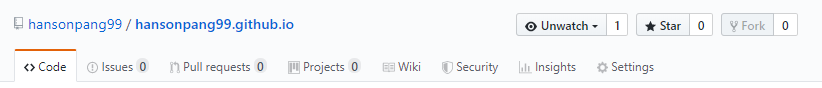 hansonpang99 / hansonpang99.github.io Unwatch 1 Star 0 Fork 0
Code Issues 0 Pull requests 0 Projects 0 Wiki Security Insights Settings